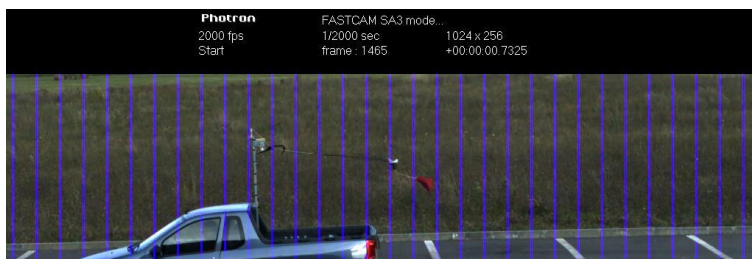 Photron
FASTCAM SA3 mode...
2000 fps
1/2000 sec
1024 x 256
Start
frame : 1465
+00:00:00.7325